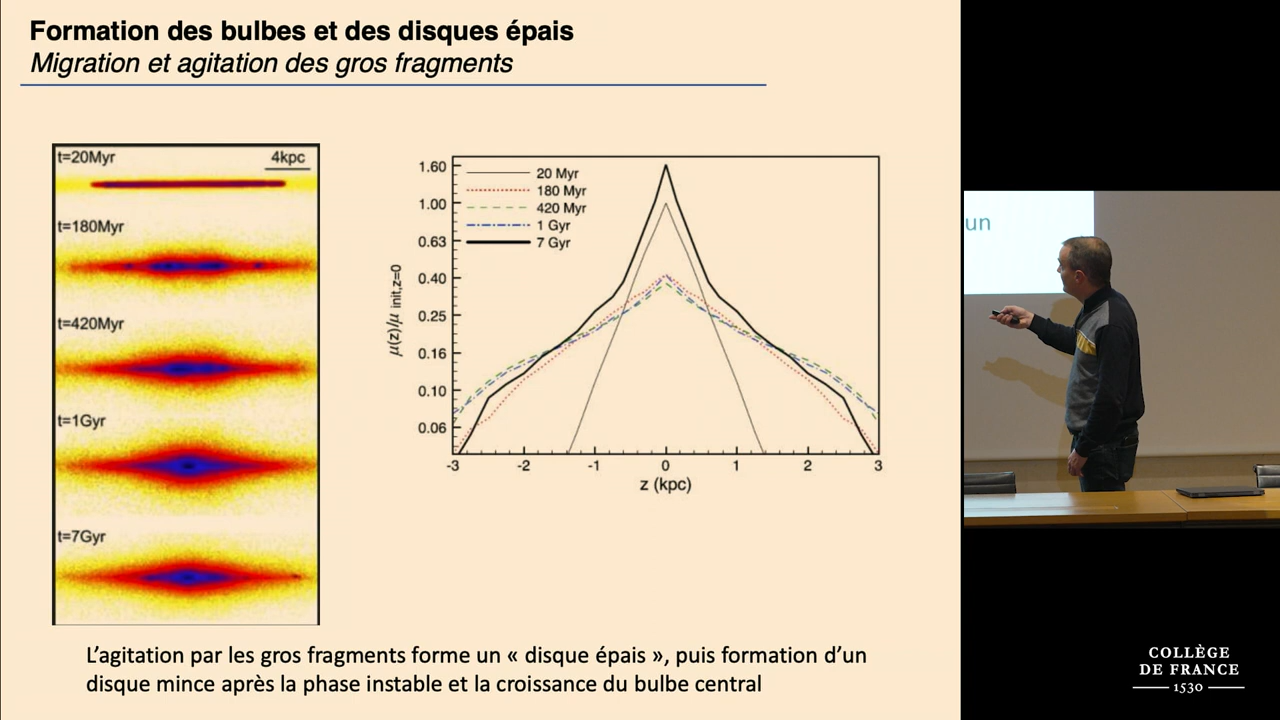 Formation des bulbes et des disques épais
Migration et agitation des gros fragments
t=20Myr
4kpc
t=180Myr
t=420Myr
t=1Gyr
t=7Gyr
20 Myr
180 Myr
420 Myr
1 Gyr
7 Gyr
1.60
1.00
0.63
0.40
0.25
0.16
0.10
0.06
μ(z)/μ init,z=0
-3
-2
-1
0
1
2
3
z (kpc)
L'agitation par les gros fragments forme un « disque épais », puis formation d'un
disque mince après la phase instable et la croissance du bulbe central
un
COLLÈGE
DE FRANCE
1530